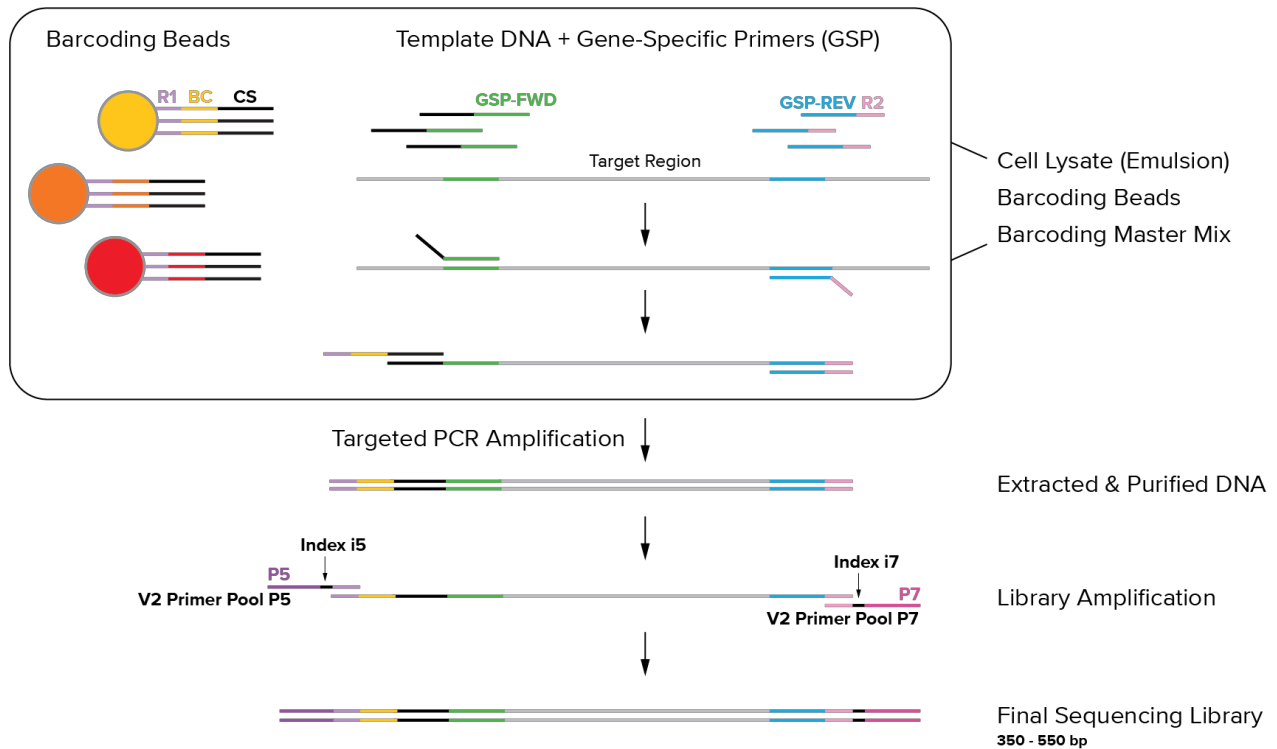 Barcoding Beads
Template DNA + Gene-Specific Primers (GSP)
R1 BC CS
GSP-FWD
GSP-REV R2
Target Region
Cell Lysate (Emulsion)
Barcoding Beads
Barcoding Master Mix
Targeted PCR Amplification
Extracted & Purified DNA
Index i5
P5
V2 Primer Pool P5
Index i7
P7
V2 Primer Pool P7
Library Amplification
Final Sequencing Library
350 - 550 bp